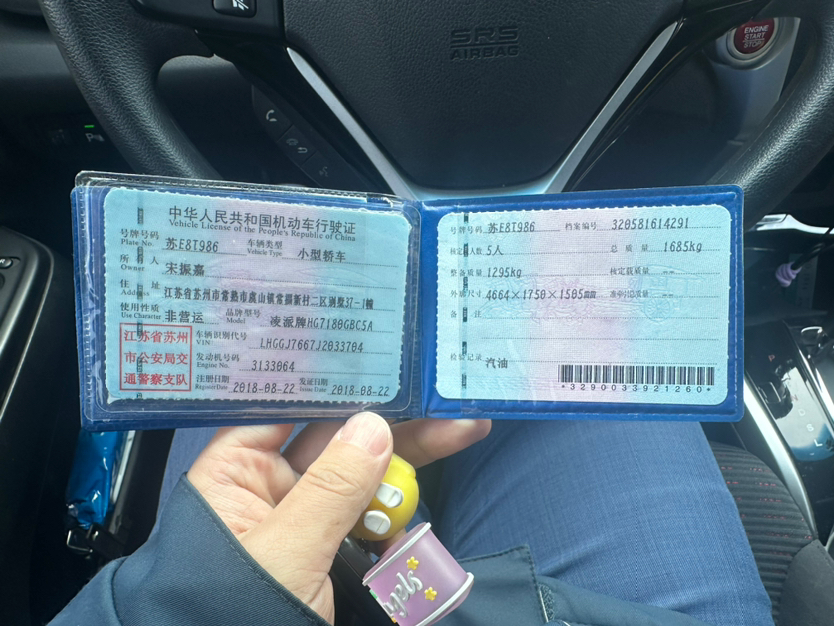 SRS
AIRBAG
ENGINE
START
STOP
中华人民共和国机动车行驶证
Vehicle License of the People's Republic of China
号牌号码 苏E8T986 车辆类型 小型轿车
Plate No. Vehicle Type
所有人 宋振嘉
Owner
住址 江苏省苏州市常熟市虞山镇常福新村二区别墅37-1幢
Address
使用性质 非营运 品牌型号 凌派牌HG7180GBC5A
Use Character Model
江苏省苏州
市公安局交
通警察支队
车辆识别代号 LHGGJ7667J2033704
VIN
发动机号码 3133064
Engine No.
注册日期 2018-08-22 发证日期 2018-08-22
Register Date Issue Date
号牌号码 苏E8T986 档案编号 320581614291
核定载人数 5人 总质量 1685kg
整备质量 1295kg 核定载质量 --
外廓尺寸 4664×1750×1505mm 准牵引总质量 --
备注
检验记录 汽油
*3290033921260*